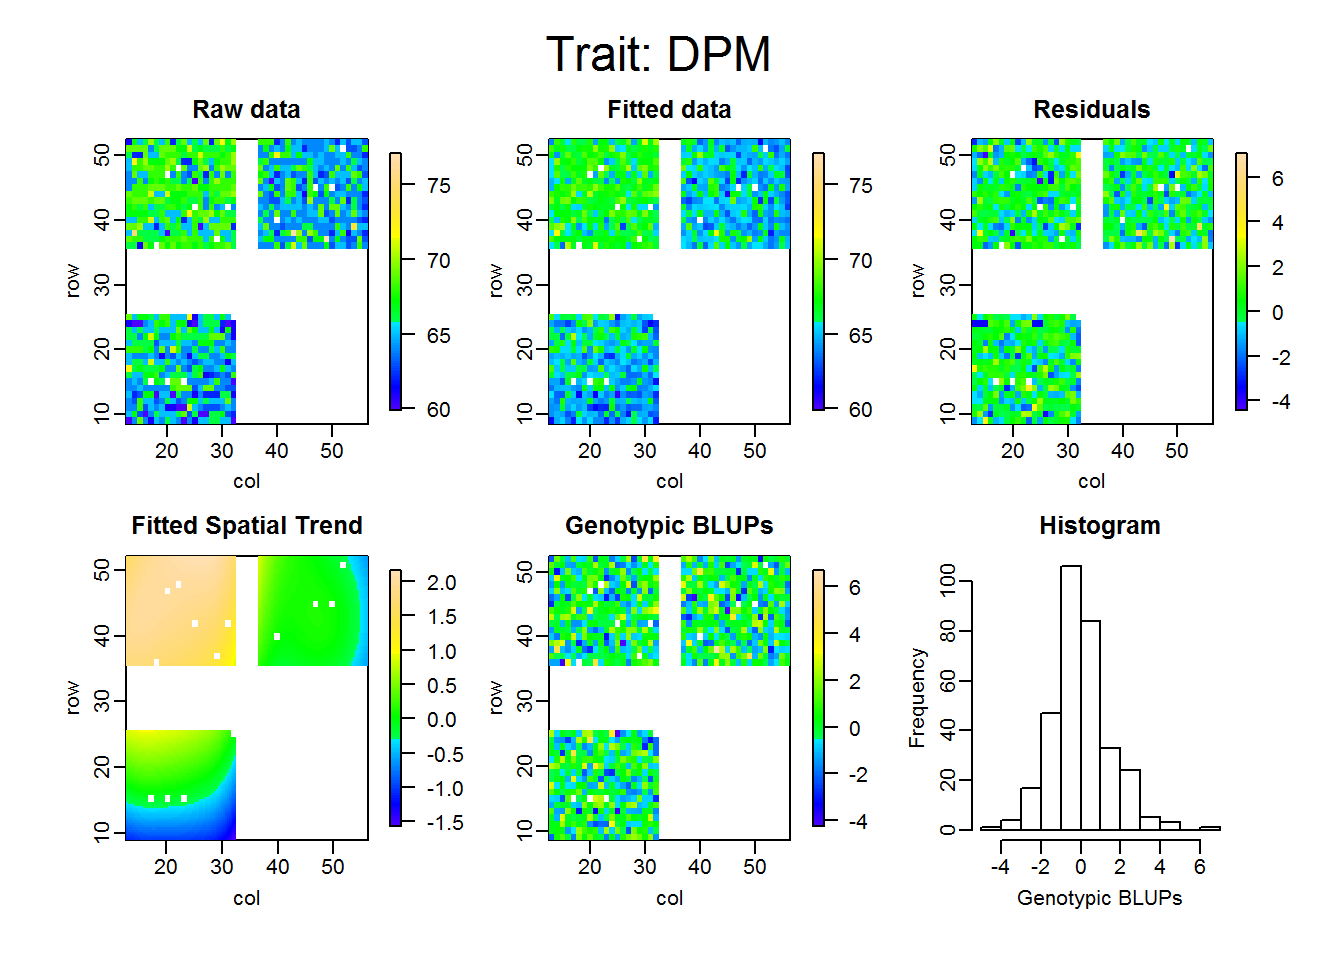 Trait: DPM
Raw data
Fitted data
Residuals
row
10 20 30 40 50
20 30 50
col
60 65 70 75
row
10 20 30 40 50
20 30 50
col
60 65 70 75
row
10 20 30 40 50
20 30 50
col
-4 -2 0 2 4 6
Fitted Spatial Trend
Genotypic BLUPs
Histogram
row
10 20 30 40 50
20 30 50
col
-1.5 -1.0 -0.5 0.0 0.5 1.0 1.5 2.0
row
10 20 30 40 50
20 30 50
col
-4 -2 0 2 4 6
Frequency
0 20 40 60 80 100
-4 -2 0 2 4 6
Genotypic BLUPs